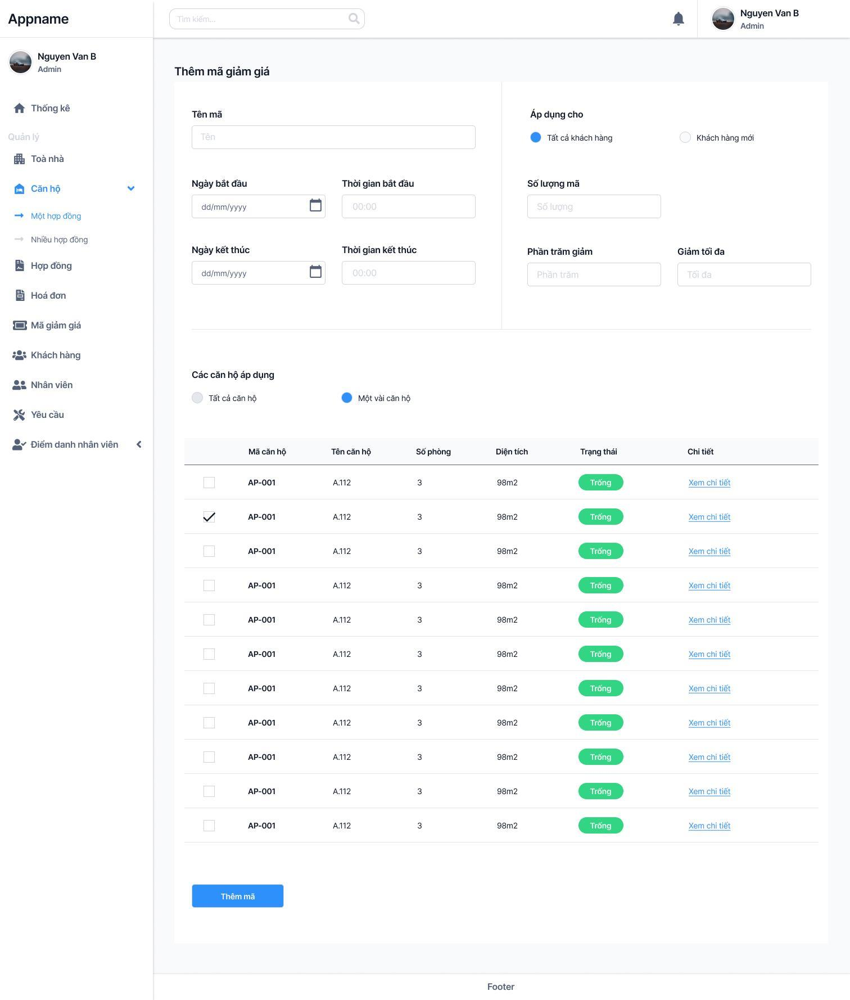 Appname
Tìm kiếm...
Nguyen Van B
Admin
Nguyen Van B
Admin
Thống kê
Quản lý
Toà nhà
Căn hộ
Một hợp đồng
Nhiều hợp đồng
Hợp đồng
Hoá đơn
Mã giảm giá
Khách hàng
Nhân viên
Yêu cầu
Điểm danh nhân viên
Thêm mã giảm giá
Tên mã
Tên
Ngày bắt đầu Thời gian bắt đầu
dd/mm/yyyy 00:00
Ngày kết thúc Thời gian kết thúc
dd/mm/yyyy 00:00
Áp dụng cho
Tất cả khách hàng Khách hàng mới
Số lượng mã
Số lượng
Phần trăm giảm Giảm tối đa
Phần trăm Tối đa
Các căn hộ áp dụng
Tất cả căn hộ Một vài căn hộ
Mã căn hộ Tên căn hộ Số phòng Diện tích Trạng thái Chi tiết
AP-001 A.112 3 98m2 Trống Xem chi tiết
AP-001 A.112 3 98m2 Trống Xem chi tiết
AP-001 A.112 3 98m2 Trống Xem chi tiết
AP-001 A.112 3 98m2 Trống Xem chi tiết
AP-001 A.112 3 98m2 Trống Xem chi tiết
AP-001 A.112 3 98m2 Trống Xem chi tiết
AP-001 A.112 3 98m2 Trống Xem chi tiết
AP-001 A.112 3 98m2 Trống Xem chi tiết
AP-001 A.112 3 98m2 Trống Xem chi tiết
AP-001 A.112 3 98m2 Trống Xem chi tiết
AP-001 A.112 3 98m2 Trống Xem chi tiết
Thêm mã
Footer